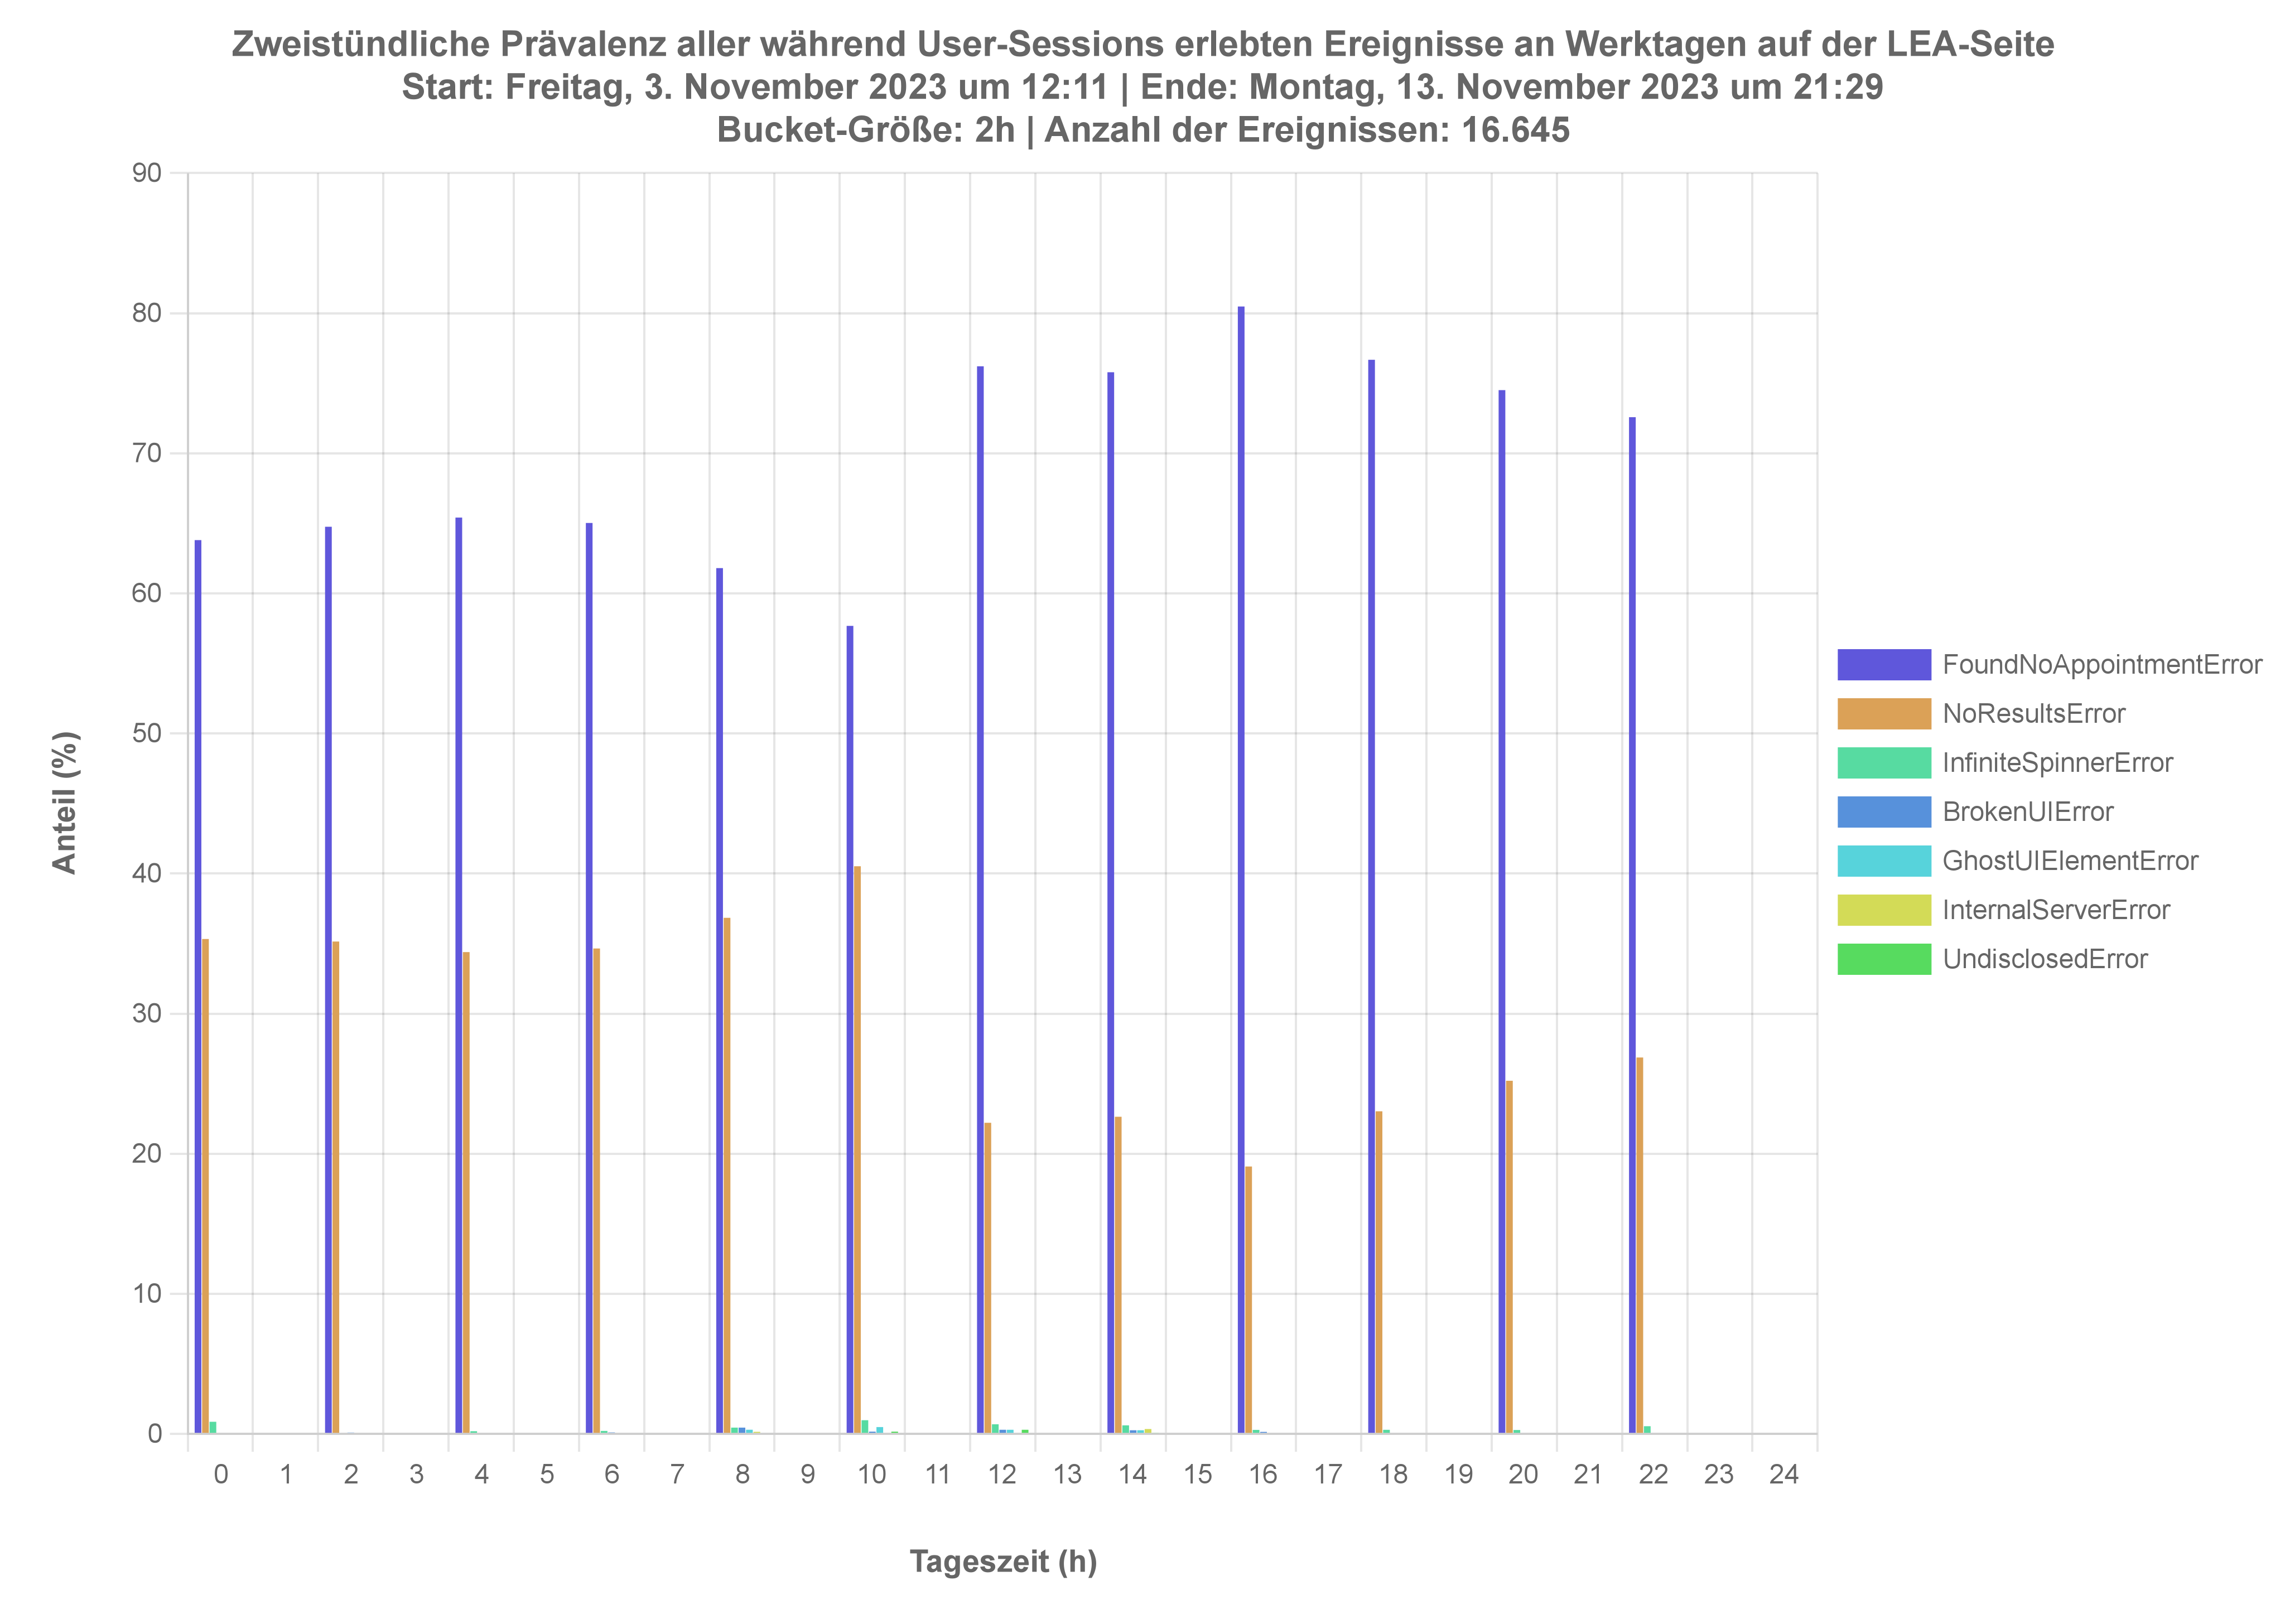 Zweistündliche Prävalenz aller während User-Sessions erlebten Ereignisse an Werktagen auf der LEA-Seite
Start: Freitag, 3. November 2023 um 12:11 | Ende: Montag, 13. November 2023 um 21:29
Bucket-Größe: 2h | Anzahl der Ereignissen: 16.645
90
80
70
60
50
40
30
20
10
0
Anteil (%)
0 1 2 3 4 5 6 7 8 9 10 11 12 13 14 15 16 17 18 19 20 21 22 23 24
Tageszeit (h)
FoundNoAppointmentError
NoResultsError
InfiniteSpinnerError
BrokenUIError
GhostUIElementError
InternalServerError
UndisclosedError